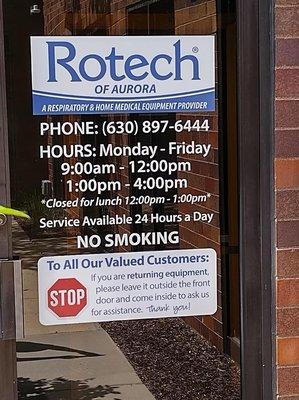 Rotech®
OF AURORA
A RESPIRATORY & HOME MEDICAL EQUIPMENT PROVIDER
PHONE: (630) 897-6444
HOURS: Monday - Friday
9:00am - 12:00pm
1:00pm - 4:00pm
*Closed for lunch 12:00pm - 1:00pm*
Service Available 24 Hours a Day
NO SMOKING
To All Our Valued Customers:
STOP
If you are returning equipment,
please leave it outside the front
door and come inside to ask us
for assistance. Thank you!